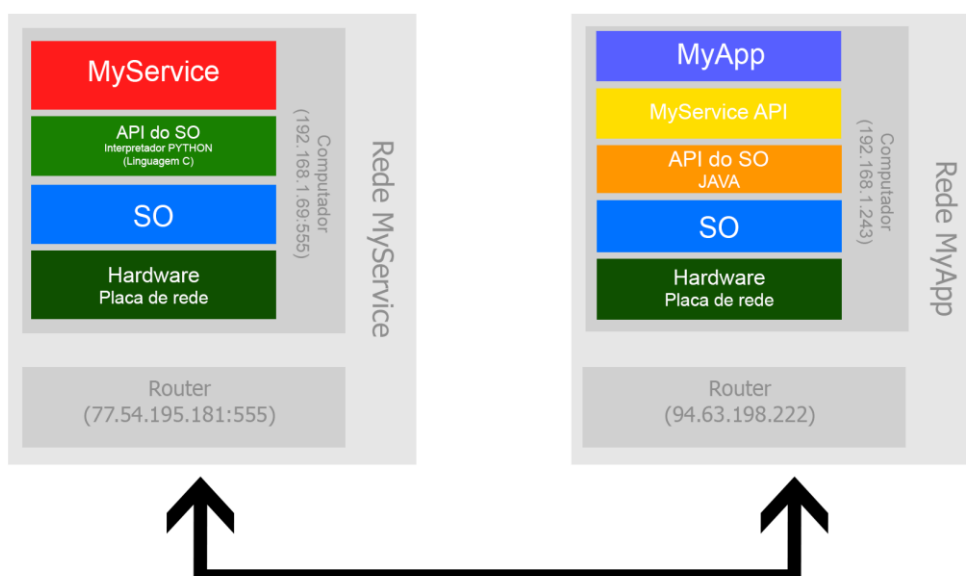 MyService
API do SO
Interpretador PYTHON
(Linguagem C)
SO
Hardware
Placa de rede
Computador
(192.168.1.69:555)
Rede MyService
Router
(77.54.195.181:555)
MyApp
MyService API
API do SO
JAVA
SO
Hardware
Placa de rede
Computador
(192.168.1.243)
Rede MyApp
Router
(94.63.198.222)